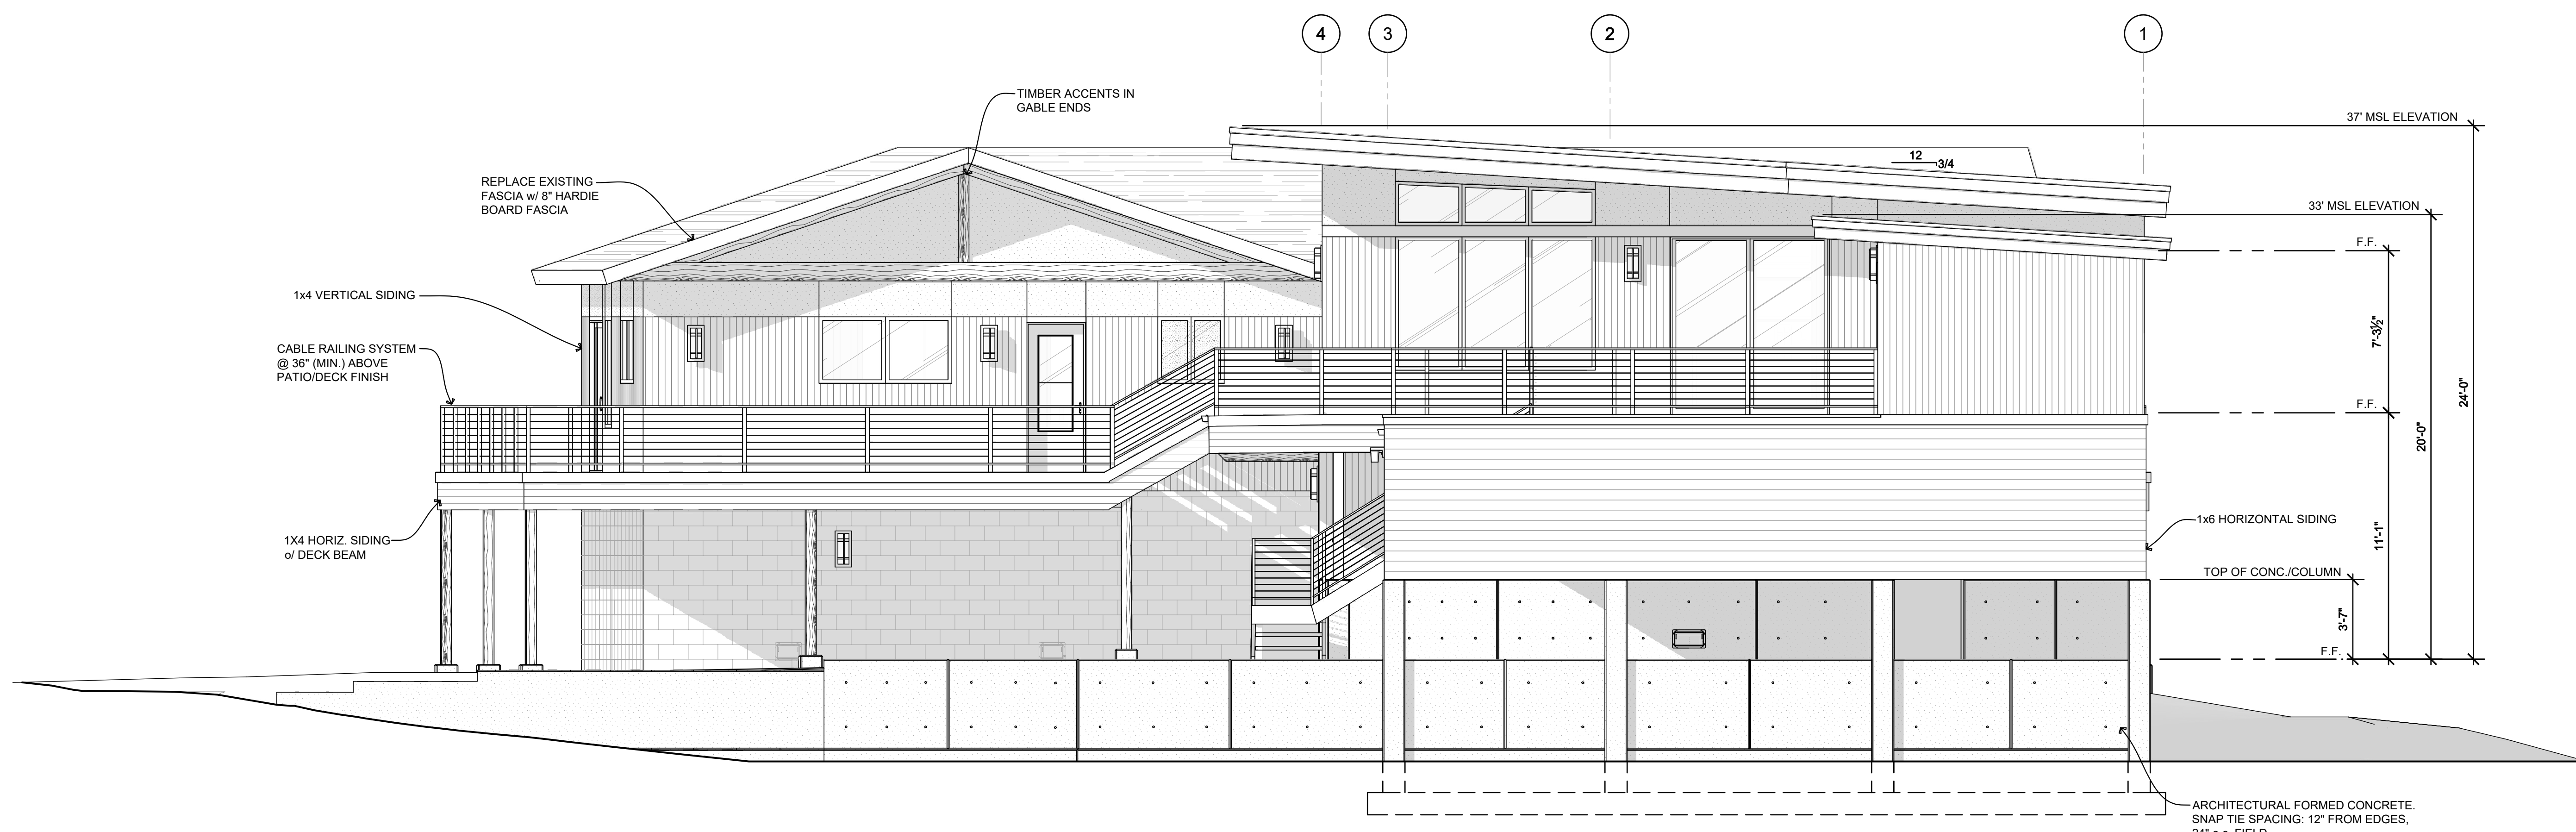 4
3
2
1
TIMBER ACCENTS IN
GABLE ENDS
37' MSL ELEVATION
12
3/4
REPLACE EXISTING
FASCIA w/ 8" HARDIE
BOARD FASCIA
33' MSL ELEVATION
F.F.
1x4 VERTICAL SIDING
7'-3½"
CABLE RAILING SYSTEM
@ 36" (MIN.) ABOVE
PATIO/DECK FINISH
24'-0"
F.F.
20'-0"
1x6 HORIZONTAL SIDING
11'-1"
1X4 HORIZ. SIDING
o/ DECK BEAM
TOP OF CONC./COLUMN
3'-7"
F.F.
ARCHITECTURAL FORMED CONCRETE.
SNAP TIE SPACING: 12" FROM EDGES,